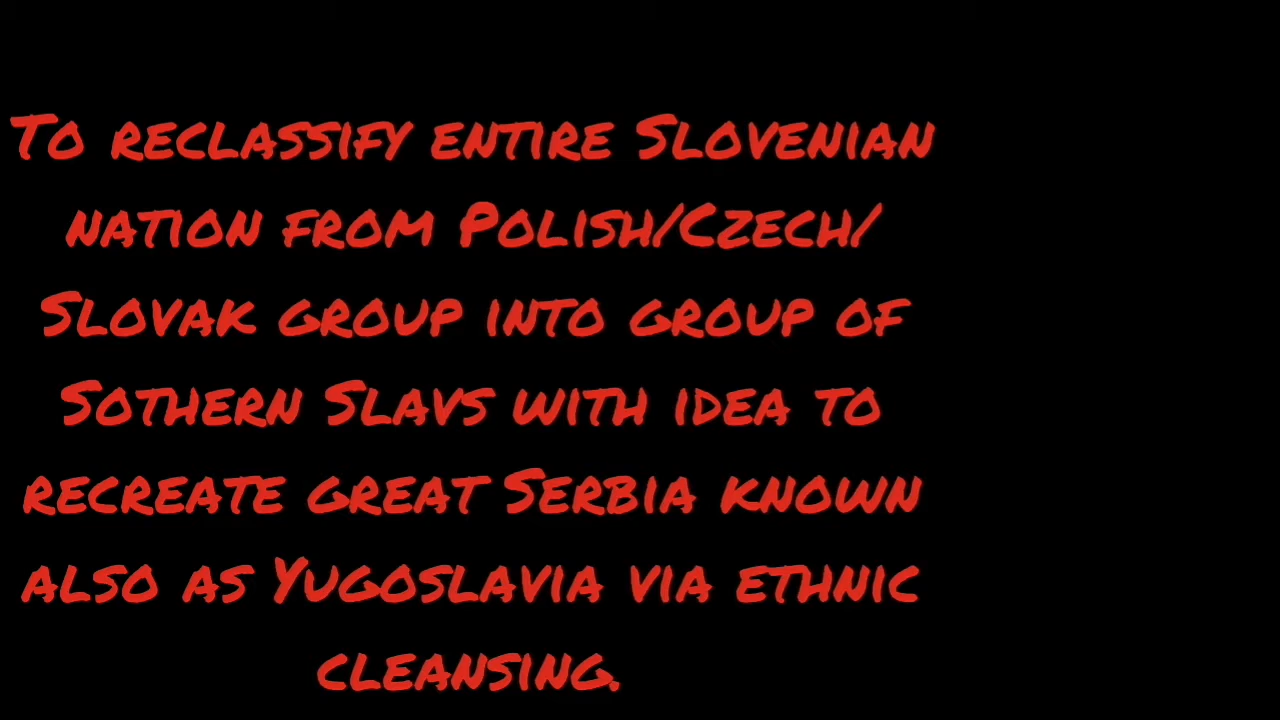 To reclassify entire Slovenian
nation from Polish/Czech/
Slovak group into group of
Sothern Slavs with idea to
recreate great Serbia known
also as Yugoslavia via ethnic
cleansing.